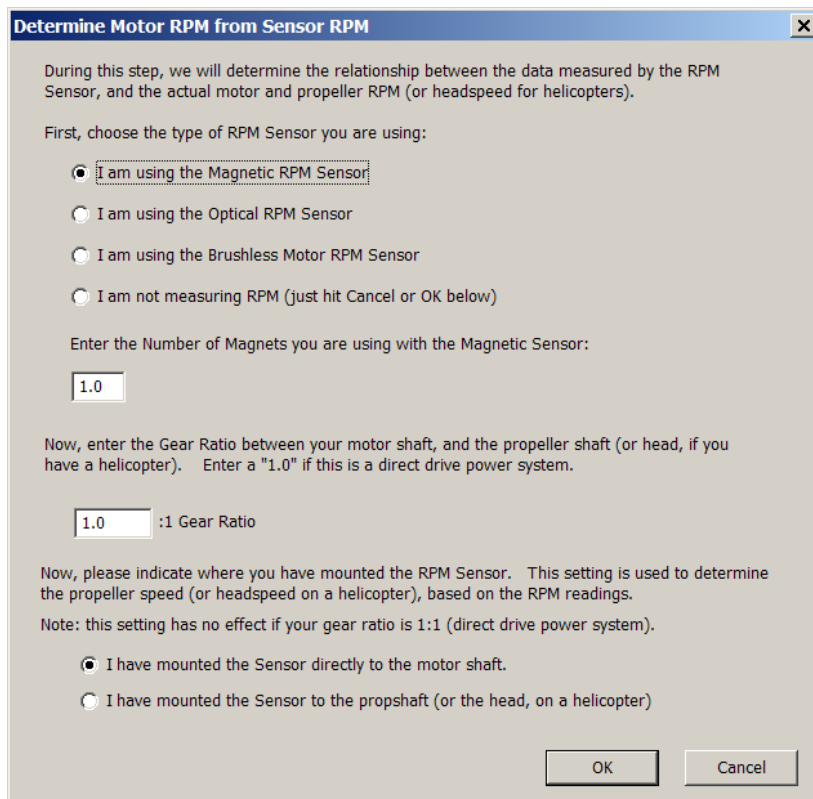 Determine Motor RPM from Sensor RPM
During this step, we will determine the relationship between the data measured by the RPM
Sensor, and the actual motor and propeller RPM (or headspeed for helicopters).
First, choose the type of RPM Sensor you are using:
I am using the Magnetic RPM Sensor
I am using the Optical RPM Sensor
I am using the Brushless Motor RPM Sensor
I am not measuring RPM (just hit Cancel or OK below)
Enter the Number of Magnets you are using with the Magnetic Sensor:
1.0
Now, enter the Gear Ratio between your motor shaft, and the propeller shaft (or head, if you
have a helicopter). Enter a "1.0" if this is a direct drive power system.
1.0 :1 Gear Ratio
Now, please indicate where you have mounted the RPM Sensor. This setting is used to determine
the propeller speed (or headspeed on a helicopter), based on the RPM readings.
Note: this setting has no effect if your gear ratio is 1:1 (direct drive power system).
I have mounted the Sensor directly to the motor shaft.
I have mounted the Sensor to the propshaft (or the head, on a helicopter)
OK Cancel